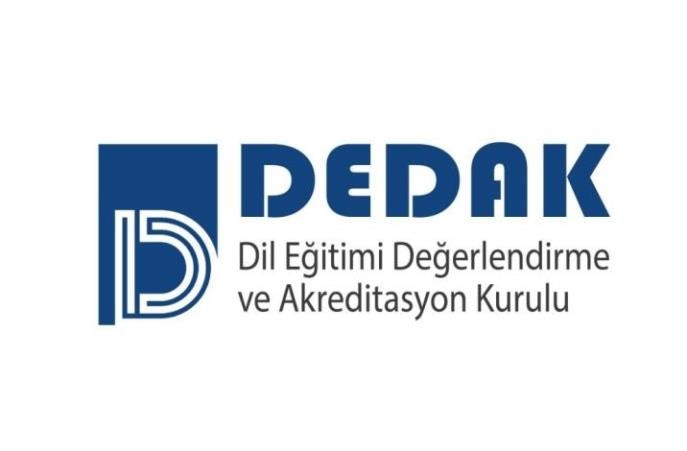 DEDAK
Dil Eğitimi Değerlendirme
ve Akreditasyon Kurulu